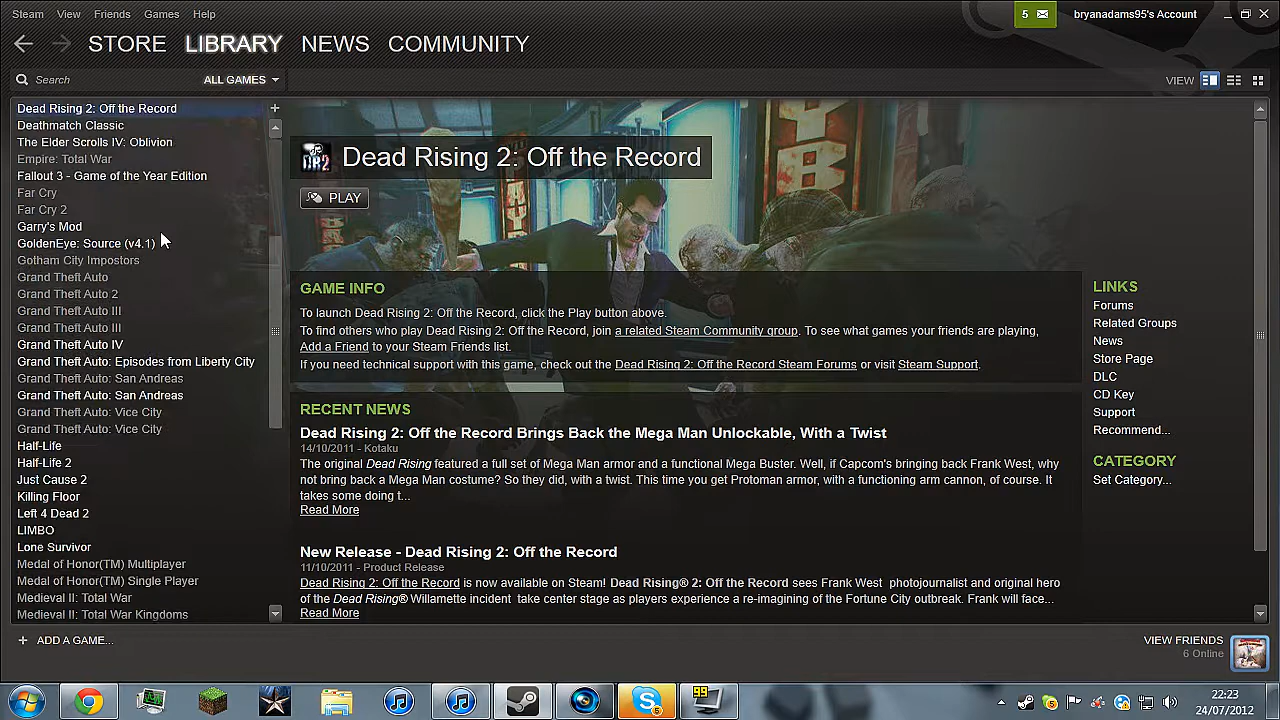 Steam View Friends Games Help
5
bryanadams95's Account
STORE LIBRARY NEWS COMMUNITY
Search
ALL GAMES
VIEW
Dead Rising 2: Off the Record
Deathmatch Classic
The Elder Scrolls IV: Oblivion
Empire: Total War
Fallout 3 - Game of the Year Edition
Far Cry
Far Cry 2
Garry's Mod
GoldenEye: Source (v4.1)
Gotham City Impostors
Grand Theft Auto
Grand Theft Auto 2
Grand Theft Auto III
Grand Theft Auto III
Grand Theft Auto IV
Grand Theft Auto: Episodes from Liberty City
Grand Theft Auto: San Andreas
Grand Theft Auto: San Andreas
Grand Theft Auto: Vice City
Grand Theft Auto: Vice City
Half-Life
Half-Life 2
Just Cause 2
Killing Floor
Left 4 Dead 2
LIMBO
Lone Survivor
Medal of Honor(TM) Multiplayer
Medal of Honor(TM) Single Player
Medieval II: Total War
Medieval II: Total War Kingdoms
+ ADD A GAME...
DR2
Dead Rising 2: Off the Record
PLAY
GAME INFO
To launch Dead Rising 2: Off the Record, click the Play button above.
To find others who play Dead Rising 2: Off the Record, join a related Steam Community group. To see what games your friends are playing,
Add a Friend to your Steam Friends list.
If you need technical support with this game, check out the Dead Rising 2: Off the Record Steam Forums or visit Steam Support.
RECENT NEWS
Dead Rising 2: Off the Record Brings Back the Mega Man Unlockable, With a Twist
14/10/2011 - Kotaku
The original Dead Rising featured a full set of Mega Man armor and a functional Mega Buster. Well, if Capcom's bringing back Frank West, why
not bring back a Mega Man costume? So they did, with a twist. This time you get Protoman armor, with a functioning arm cannon, of course. It
takes some doing t...
Read More
New Release - Dead Rising 2: Off the Record
11/10/2011 - Product Release
Dead Rising 2: Off the Record is now available on Steam! Dead Rising® 2: Off the Record sees Frank West photojournalist and original hero
of the Dead Rising® Willamette incident take center stage as players experience a re-imagining of the Fortune City outbreak. Frank will face...
Read More
LINKS
Forums
Related Groups
News
Store Page
DLC
CD Key
Support
Recommend...
CATEGORY
Set Category...
VIEW FRIENDS
6 Online
99
22:23
24/07/2012